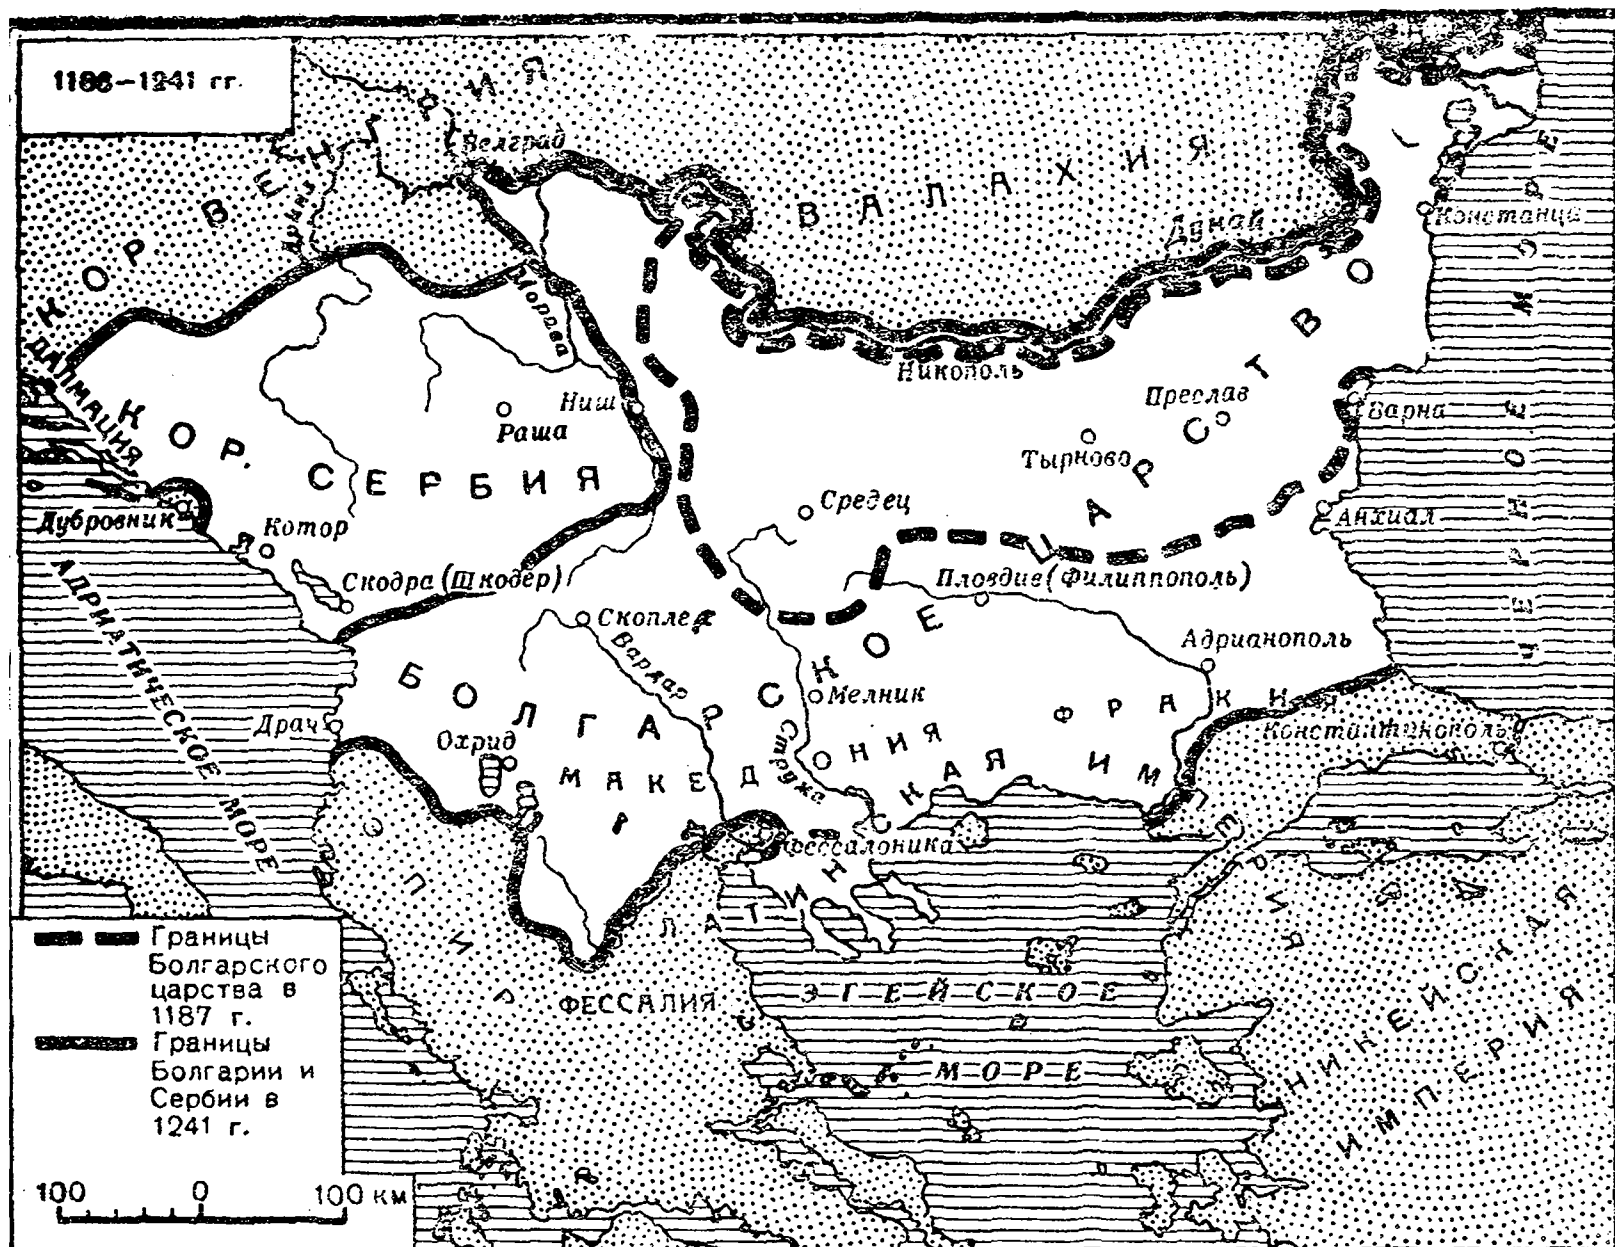 1186–1241 гг.
КОР. ВЕНГРИЯ
Белград
ВАЛАХИЯ
Дунай
Констанца
Морава
ДАЛМАЦИЯ
Никополь
Преслав
Варна
Ниш
Раша
Тырново
КОР. СЕРБИЯ
Средец
Анхиал
Дубровник
Котор
Скодра (Шкодер)
Пловдив (Филиппополь)
Скопле
Вардар
Адрианополь
АДРИАТИЧЕСКОЕ МОРЕ
БОЛГАРСКОЕ ЦАРСТВО
Мелник
ФРАКИЯ
Драч
Охрид
Струма
Константинополь
МАКЕДОНИЯ
ЛАТИНСКАЯ ИМПЕРИЯ
Фессалоника
ЭПИР
ФЕССАЛИЯ
ЭГЕЙСКОЕ
МОРЕ
НИКЕЙСКАЯ
ИМПЕРИЯ
ЧЕРНОЕ МОРЕ
Границы
Болгарского
царства в
1187 г.
Границы
Болгарии и
Сербии в
1241 г.
100 0 100 км